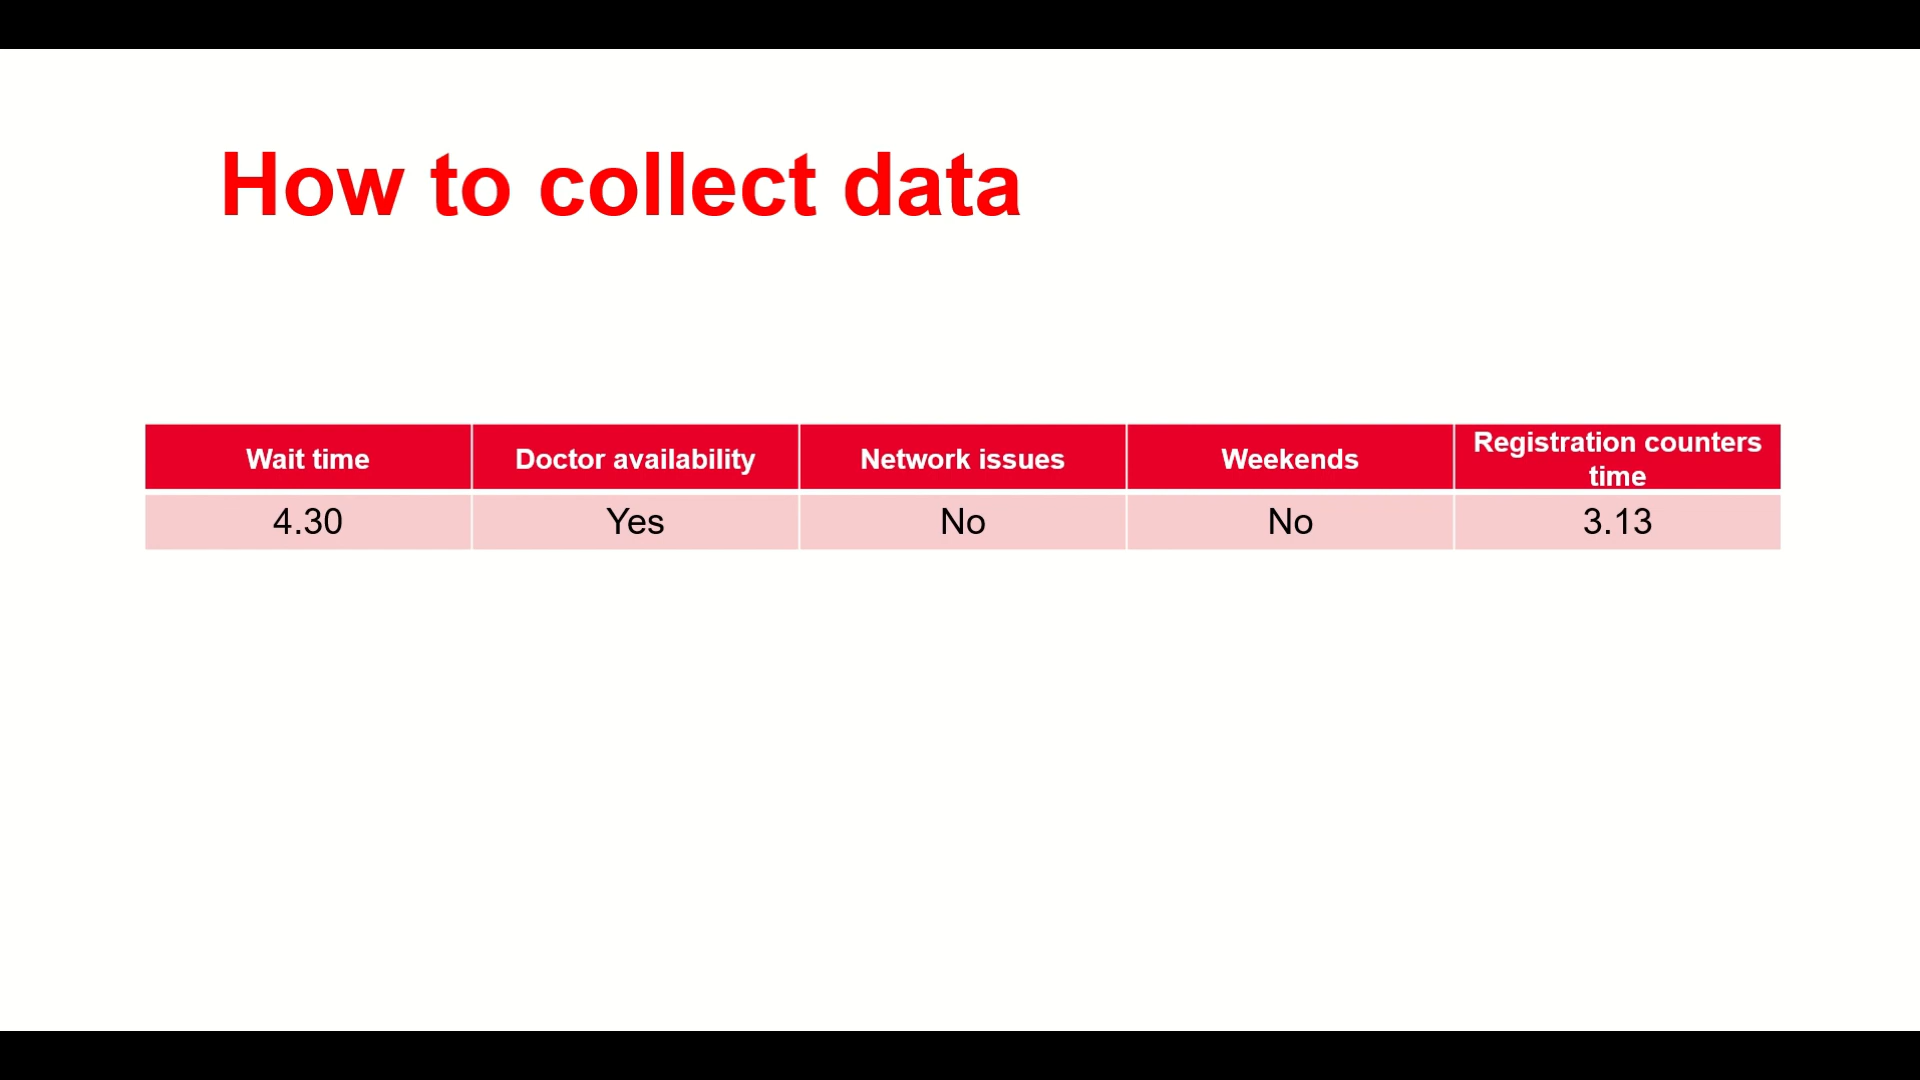 How to collect data
Wait time Doctor availability Network issues Weekends Registration counters time
4.30 Yes No No 3.13